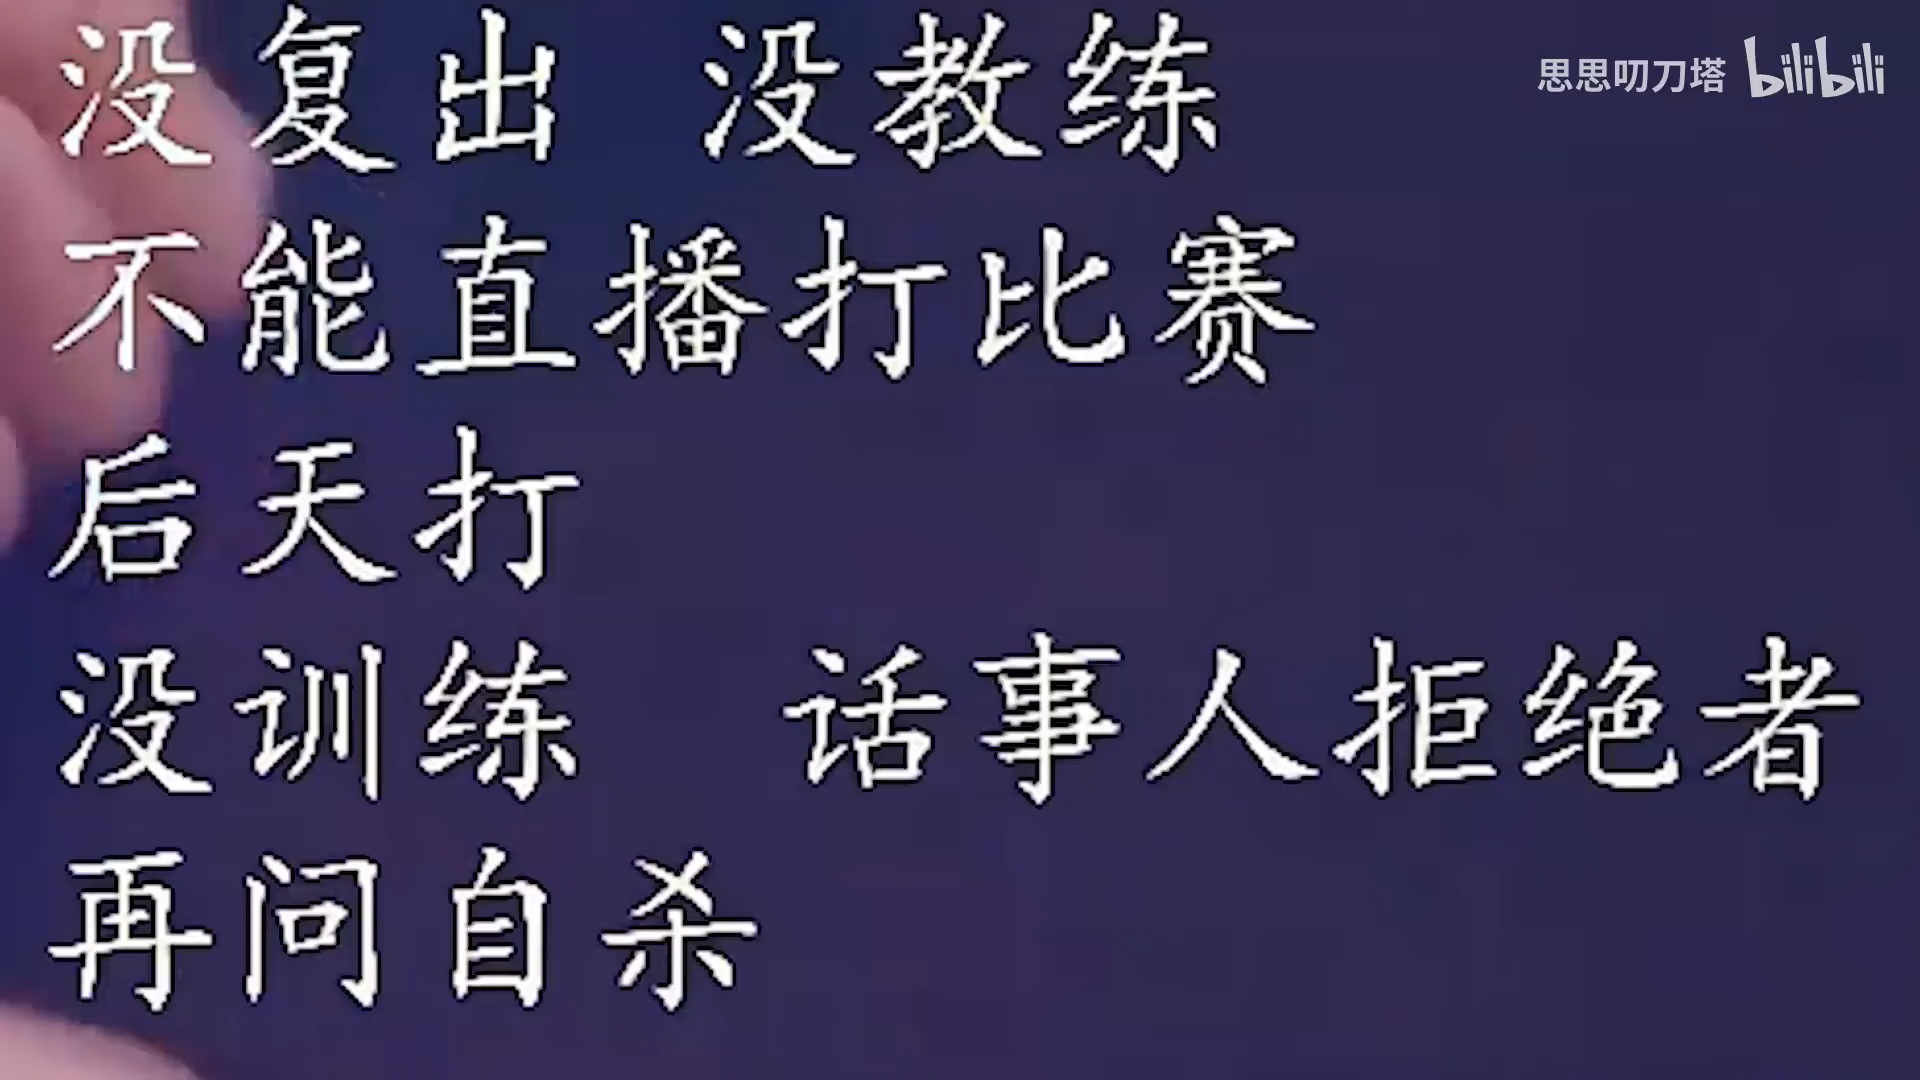 没复出 没教练
思思叨刀塔 bilibili
不能直播打比赛
后天打
没训练 话事人拒绝者
再问自杀